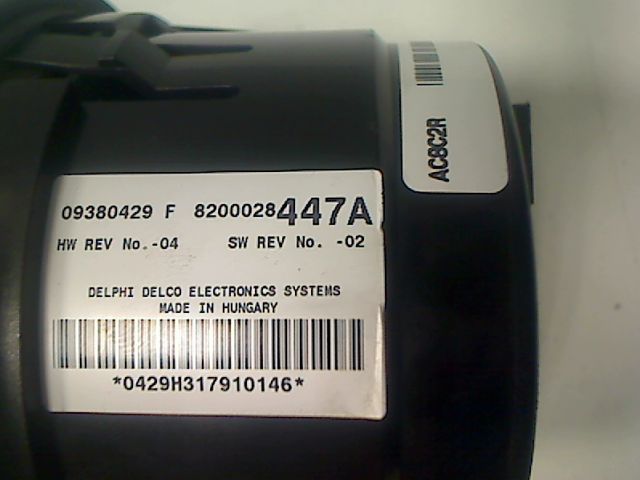 AC8C2R
09380429 F 8200028447A
HW REV No.-04 SW REV No. -02
DELPHI DELCO ELECTRONICS SYSTEMS
MADE IN HUNGARY
*0429H317910146*